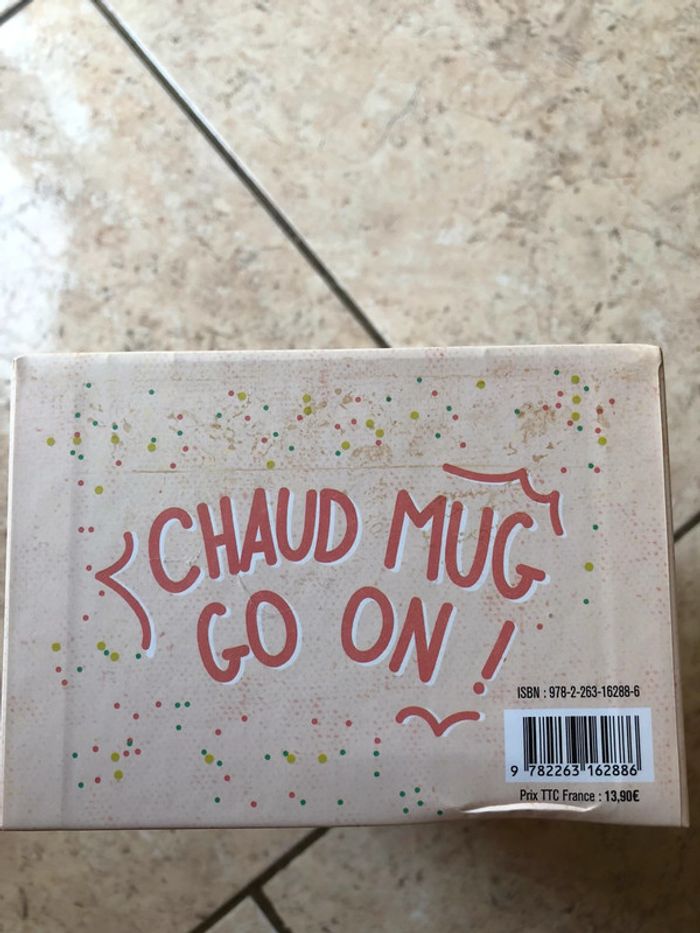 CHAUD MUG
GO ON !
ISBN : 978-2-263-16288-6
9 782263 162886
Prix TTC France : 13,90€